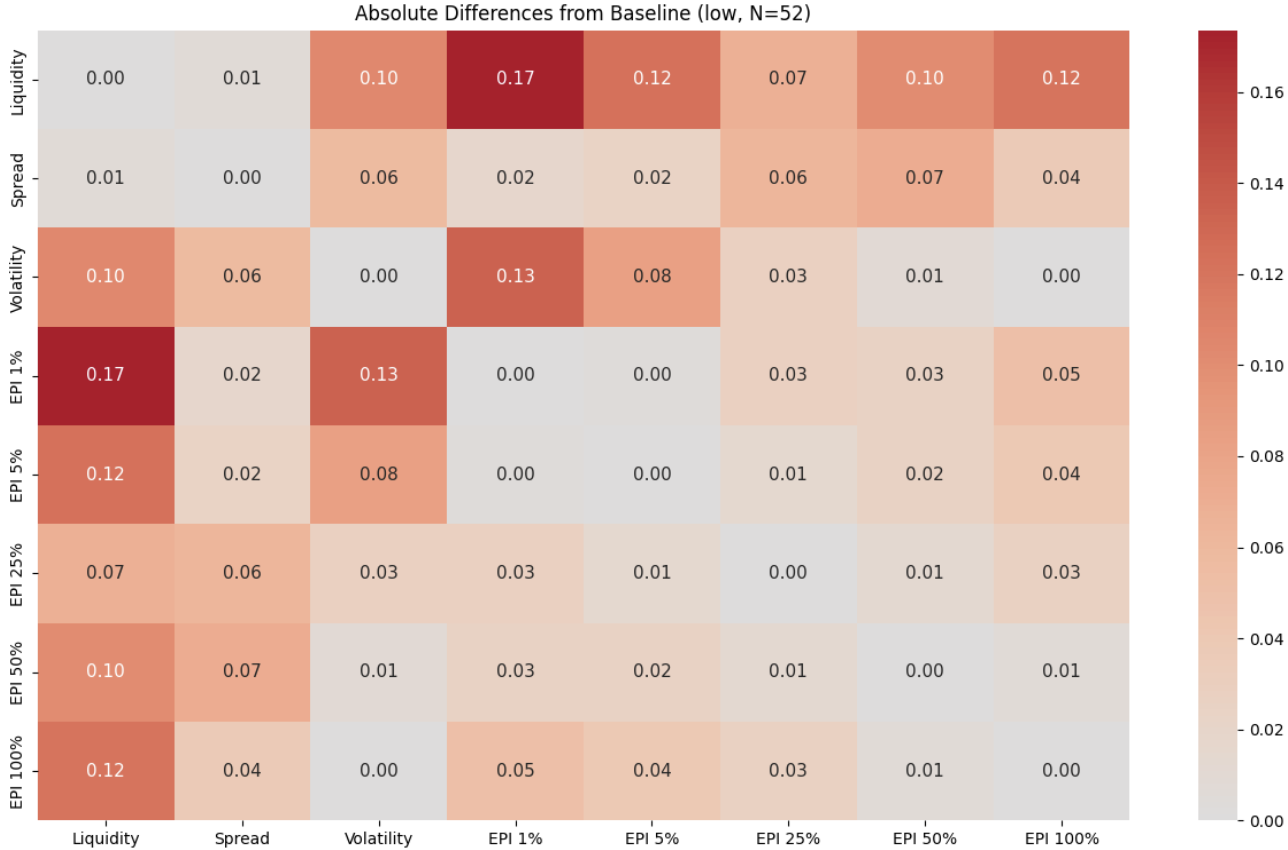 Absolute Differences from Baseline (low, N=52)
Liquidity 0.00 0.01 0.10 0.17 0.12 0.07 0.10 0.12
Spread 0.01 0.00 0.06 0.02 0.02 0.06 0.07 0.04
Volatility 0.10 0.06 0.00 0.13 0.08 0.03 0.01 0.00
EPI 1% 0.17 0.02 0.13 0.00 0.00 0.03 0.03 0.05
EPI 5% 0.12 0.02 0.08 0.00 0.00 0.01 0.02 0.04
EPI 25% 0.07 0.06 0.03 0.03 0.01 0.00 0.01 0.03
EPI 50% 0.10 0.07 0.01 0.03 0.02 0.01 0.00 0.01
EPI 100% 0.12 0.04 0.00 0.05 0.04 0.03 0.01 0.00
Liquidity Spread Volatility EPI 1% EPI 5% EPI 25% EPI 50% EPI 100%
0.16
0.14
0.12
0.10
0.08
0.06
0.04
0.02
0.00